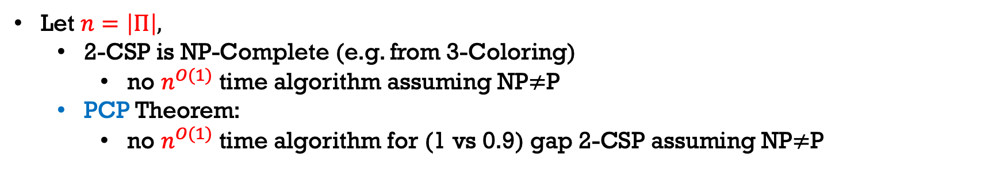 • Let n = |Π|,
• 2-CSP is NP-Complete (e.g. from 3-Coloring)
• no n^{O(1)} time algorithm assuming NP≠P
• PCP Theorem:
• no n^{O(1)} time algorithm for (1 vs 0.9) gap 2-CSP assuming NP≠P